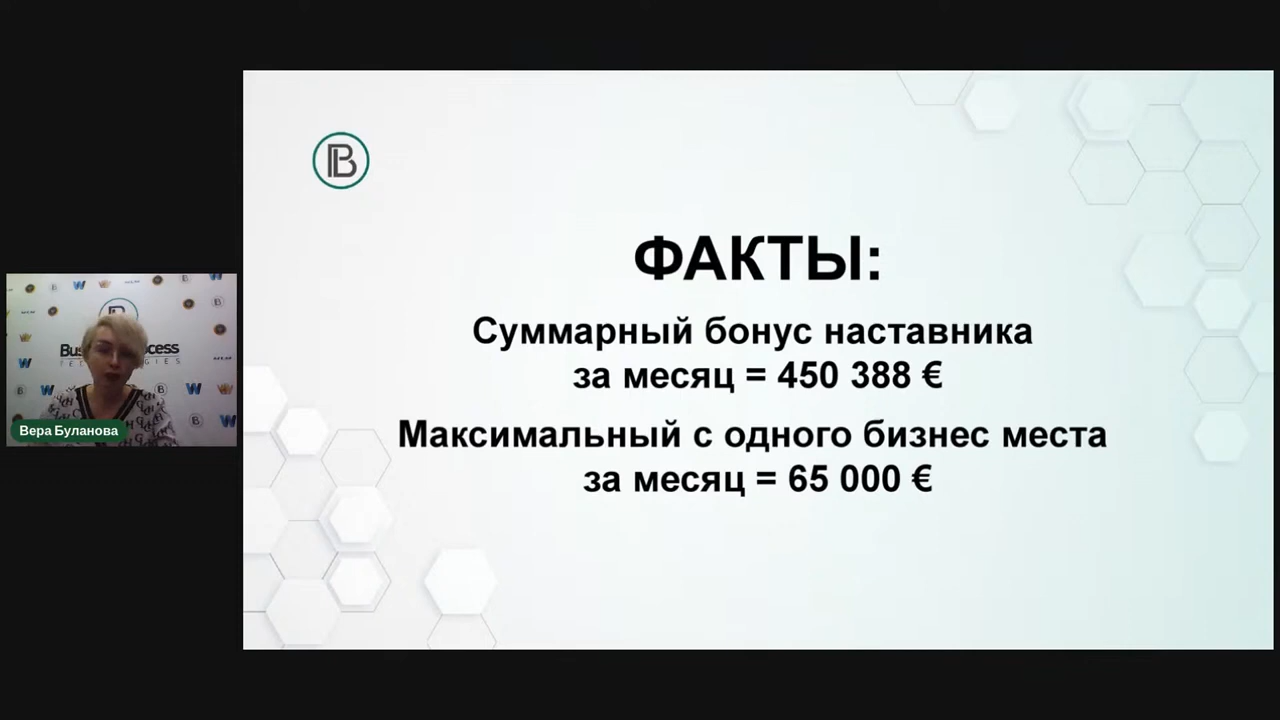 ФАКТЫ:
Суммарный бонус наставника
за месяц = 450 388 €
Максимальный с одного бизнес места
за месяц = 65 000 €
Вера Буланова